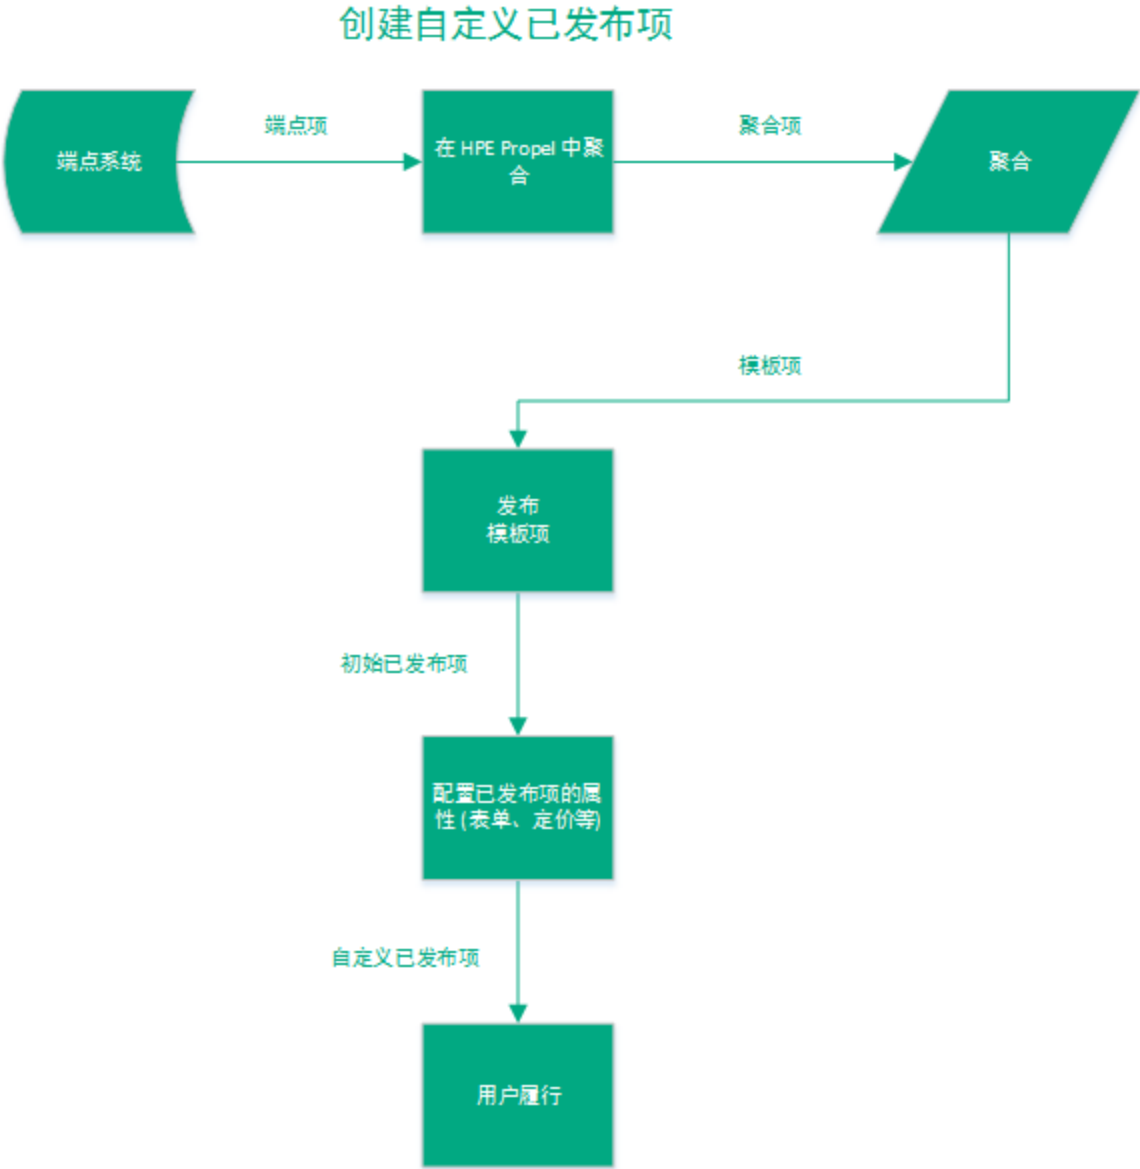 创建自定义已发布项
端点系统
端点项
在 HPE Propel 中聚
合
聚合项
聚合
模板项
发布
模板项
初始已发布项
配置已发布项的属
性 (表单、定价等)
自定义已发布项
用户履行